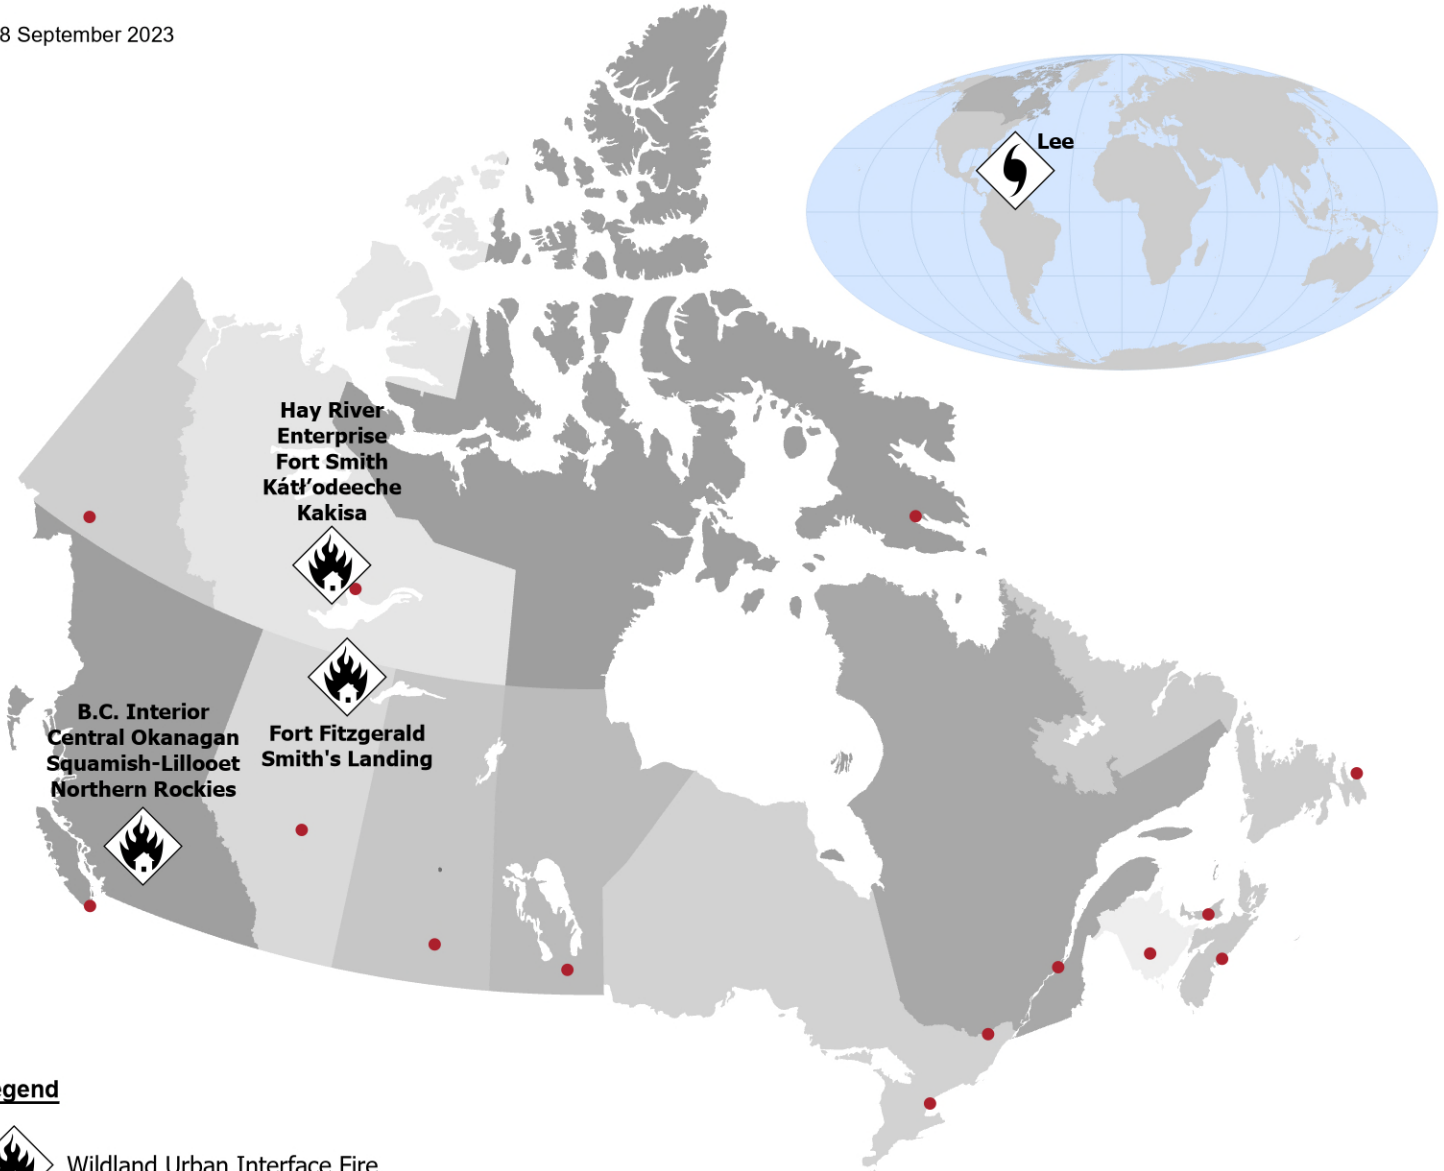 8 September 2023
Lee
Hay River
Enterprise
Fort Smith
Kátł’odeeche
Kakisa
B.C. Interior
Central Okanagan
Squamish-Lillooet
Northern Rockies
Fort Fitzgerald
Smith's Landing
egend
Wildland Urban Interface Fire